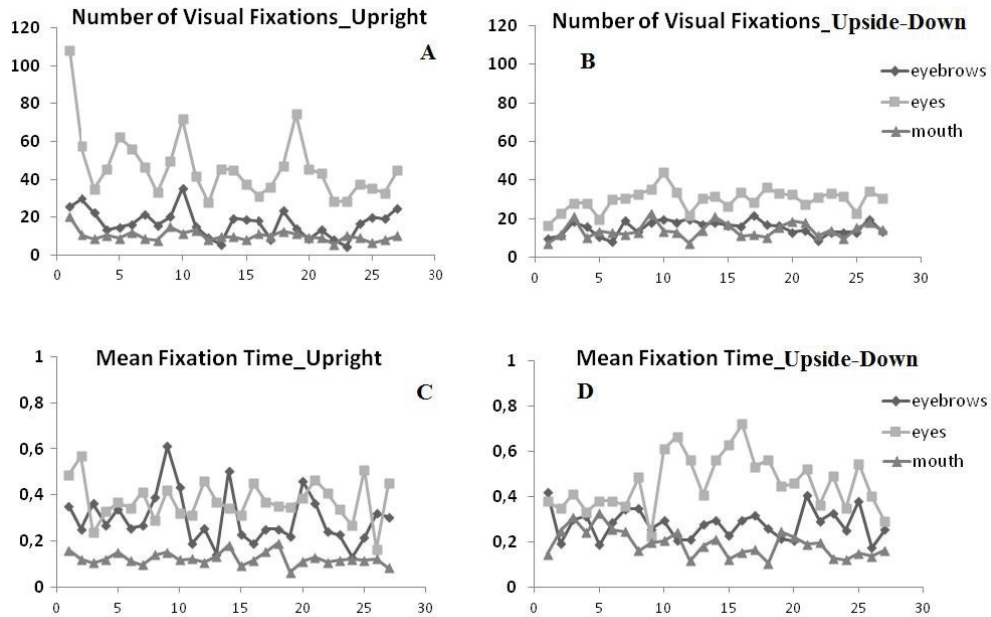 Number of Visual Fixations_Upright
120
100
80
60
40
20
0
0 5 10 15 20 25 30
A
Number of Visual Fixations_Upside-Down
120
100
80
60
40
20
0
0 5 10 15 20 25 30
B
eyebrows
eyes
mouth
Mean Fixation Time_Upright
1
0,8
0,6
0,4
0,2
0
0 5 10 15 20 25 30
C
Mean Fixation Time_Upside-Down
1
0,8
0,6
0,4
0,2
0
0 5 10 15 20 25 30
D
eyebrows
eyes
mouth